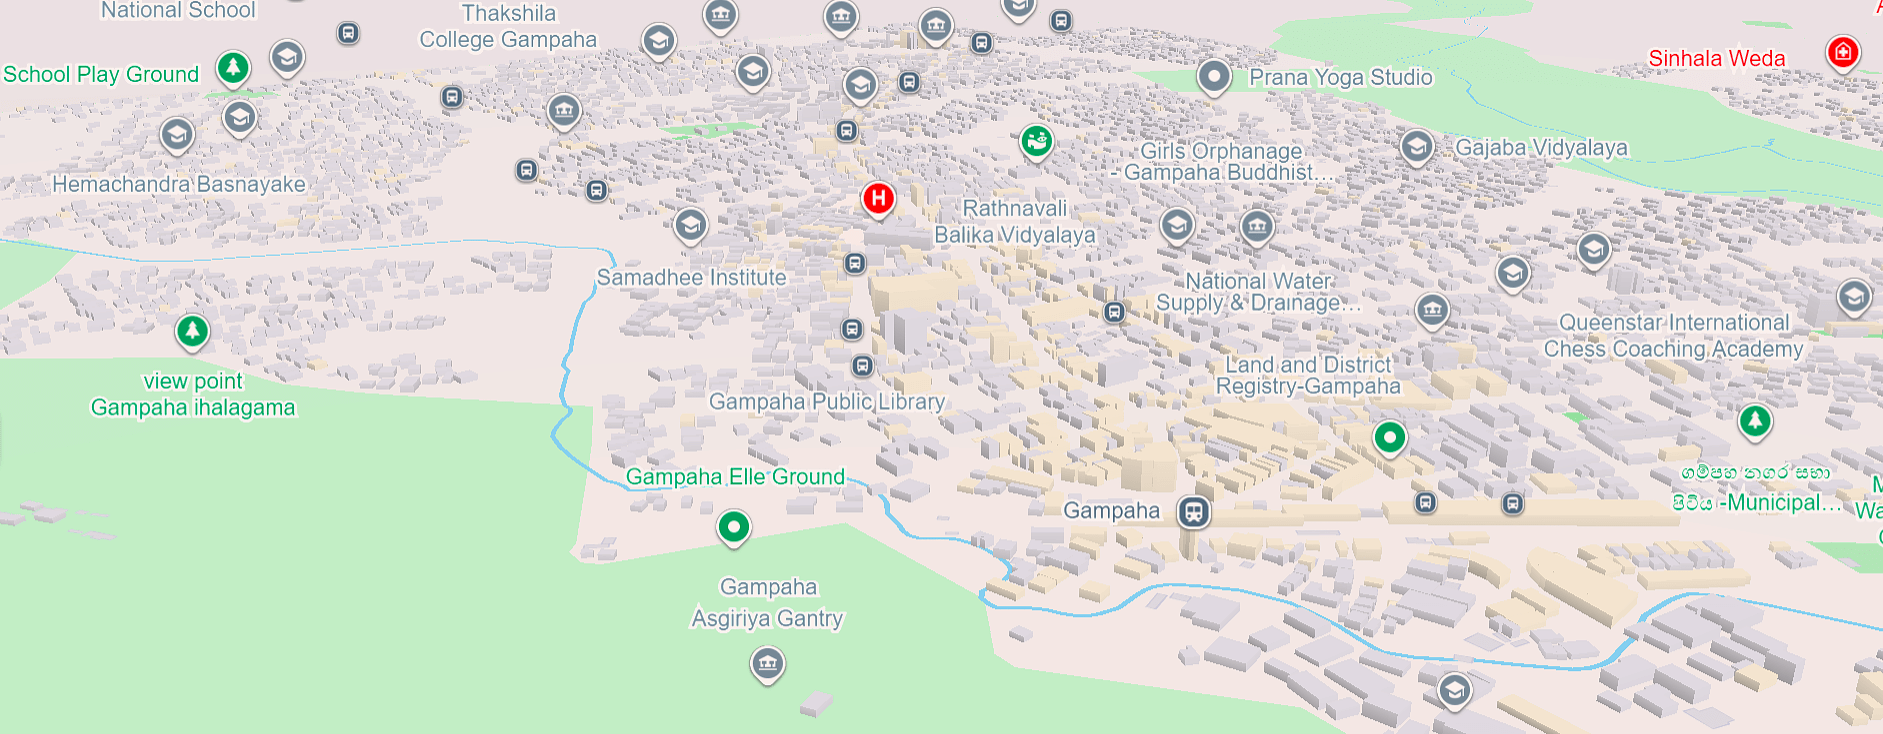 National School
Thakshila
College Gampaha
School Play Ground
Sinhala Weda
Prana Yoga Studio
Hemachandra Basnayake
Girls Orphanage
- Gampaha Buddhist...
Gajaba Vidyalaya
H
Rathnavali
Balika Vidyalaya
Samadhee Institute
National Water
Supply & Drainage...
Queenstar International
Chess Coaching Academy
view point
Gampaha ihalagama
Land and District
Registry-Gampaha
Gampaha Public Library
Gampaha Elle Ground
Gampaha
ගම්පහ නගර සභා
පිටිය -Municipal...
Gampaha
Asgiriya Gantry